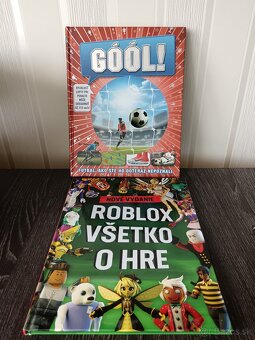 GÓÓL!
FUTBAL, AKO STE HO DOTERAZ NEPOZNALI
NOVÉ VYDANIE
ROBLOX
VŠETKO
O HRE